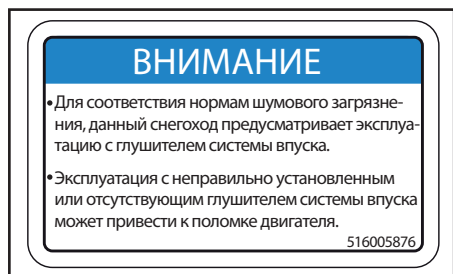 ВНИМАНИЕ
•Для соответствия нормам шумового загрязне-
ния, данный снегоход предусматривает эксплуа-
тацию с глушителем системы впуска.
•Эксплуатация с неправильно установленным
или отсутствующим глушителем системы впуска
может привести к поломке двигателя.
516005876